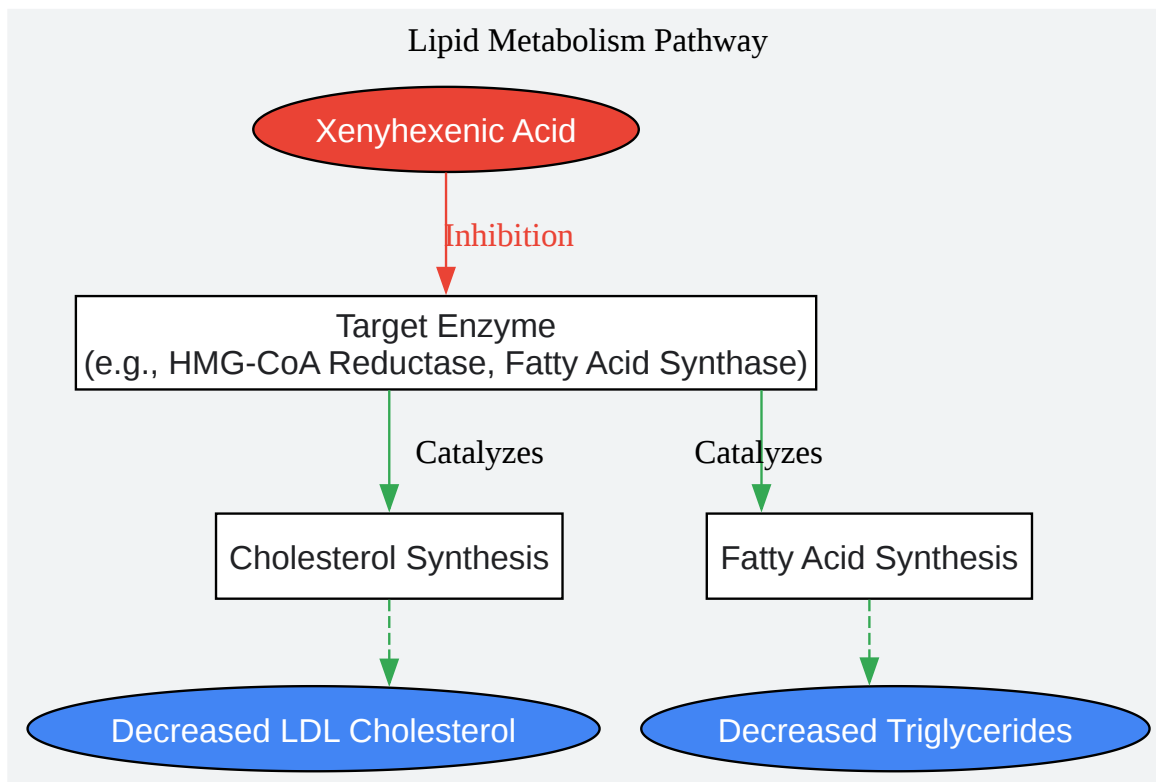 Lipid Metabolism Pathway
Xenyhexenic Acid
Inhibition
Target Enzyme
(e.g., HMG-CoA Reductase, Fatty Acid Synthase)
Catalyzes
Catalyzes
Cholesterol Synthesis
Fatty Acid Synthesis
Decreased LDL Cholesterol
Decreased Triglycerides